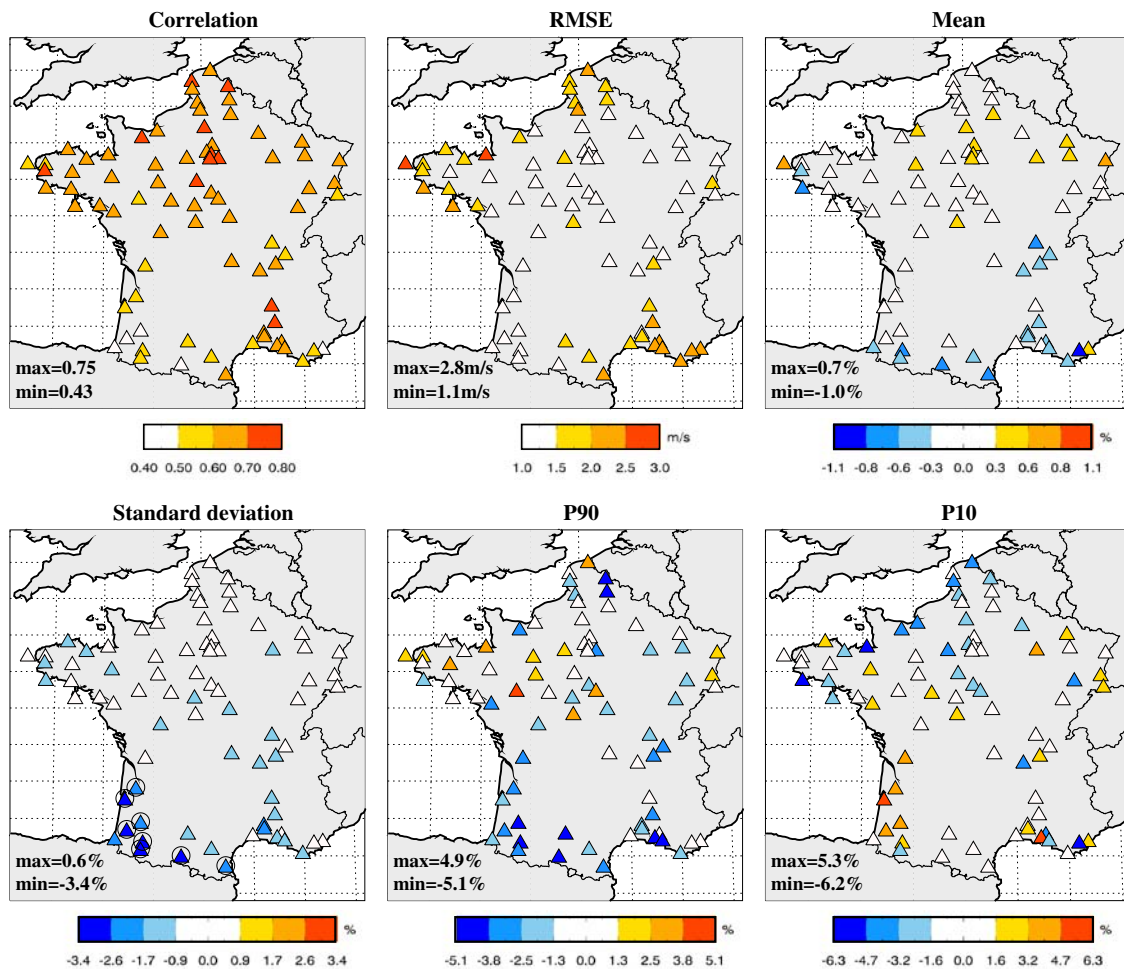 Correlation RMSE Mean
max=0.75 max=2.8m/s max=0.7%
min=0.43 min=1.1m/s min=-1.0%
m/s %
0.40 0.50 0.60 0.70 0.80 1.0 1.5 2.0 2.5 3.0 -1.1 -0.8 -0.6 -0.3 0.0 0.3 0.6 0.8 1.1
Standard deviation P90 P10
max=0.6% max=4.9% max=5.3%
min=-3.4% min=-5.1% min=-6.2%
% % %
-3.4 -2.6 -1.7 -0.9 0.0 0.9 1.7 2.6 3.4 -5.1 -3.8 -2.5 -1.3 0.0 1.3 2.5 3.8 5.1 -6.3 -4.7 -3.2 -1.6 0.0 1.6 3.2 4.7 6.3